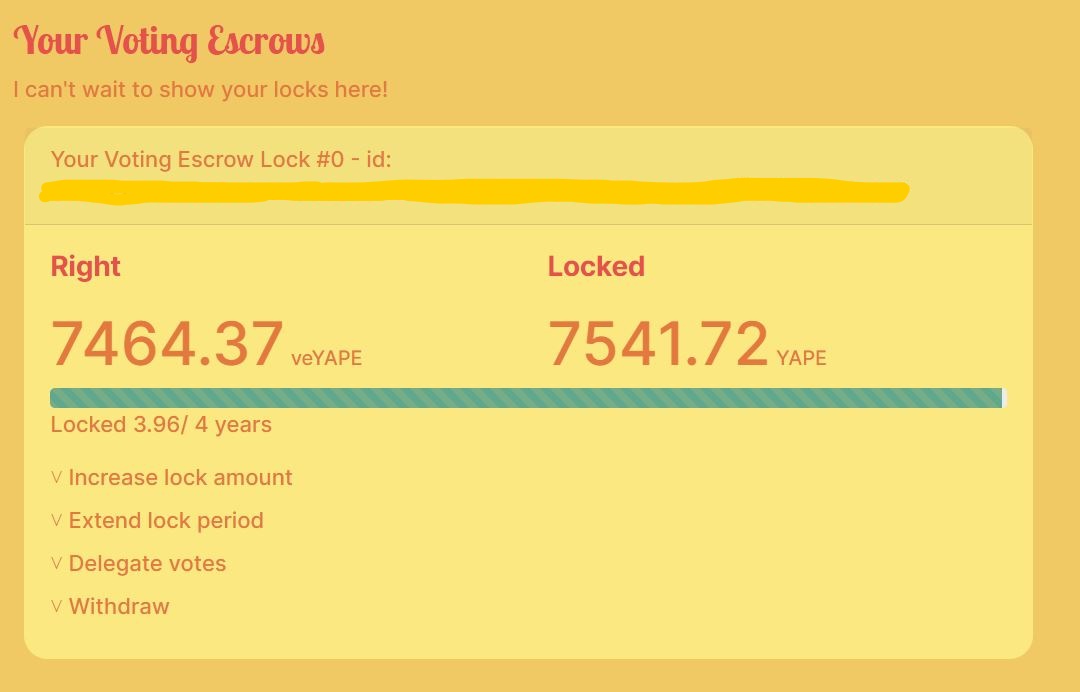 Your Voting Escrows
I can't wait to show your locks here!
Your Voting Escrow Lock #0 - id:
Right
Locked
7464.37 veYAPE
7541.72 YAPE
Locked 3.96/ 4 years
V Increase lock amount
V Extend lock period
V Delegate votes
V Withdraw